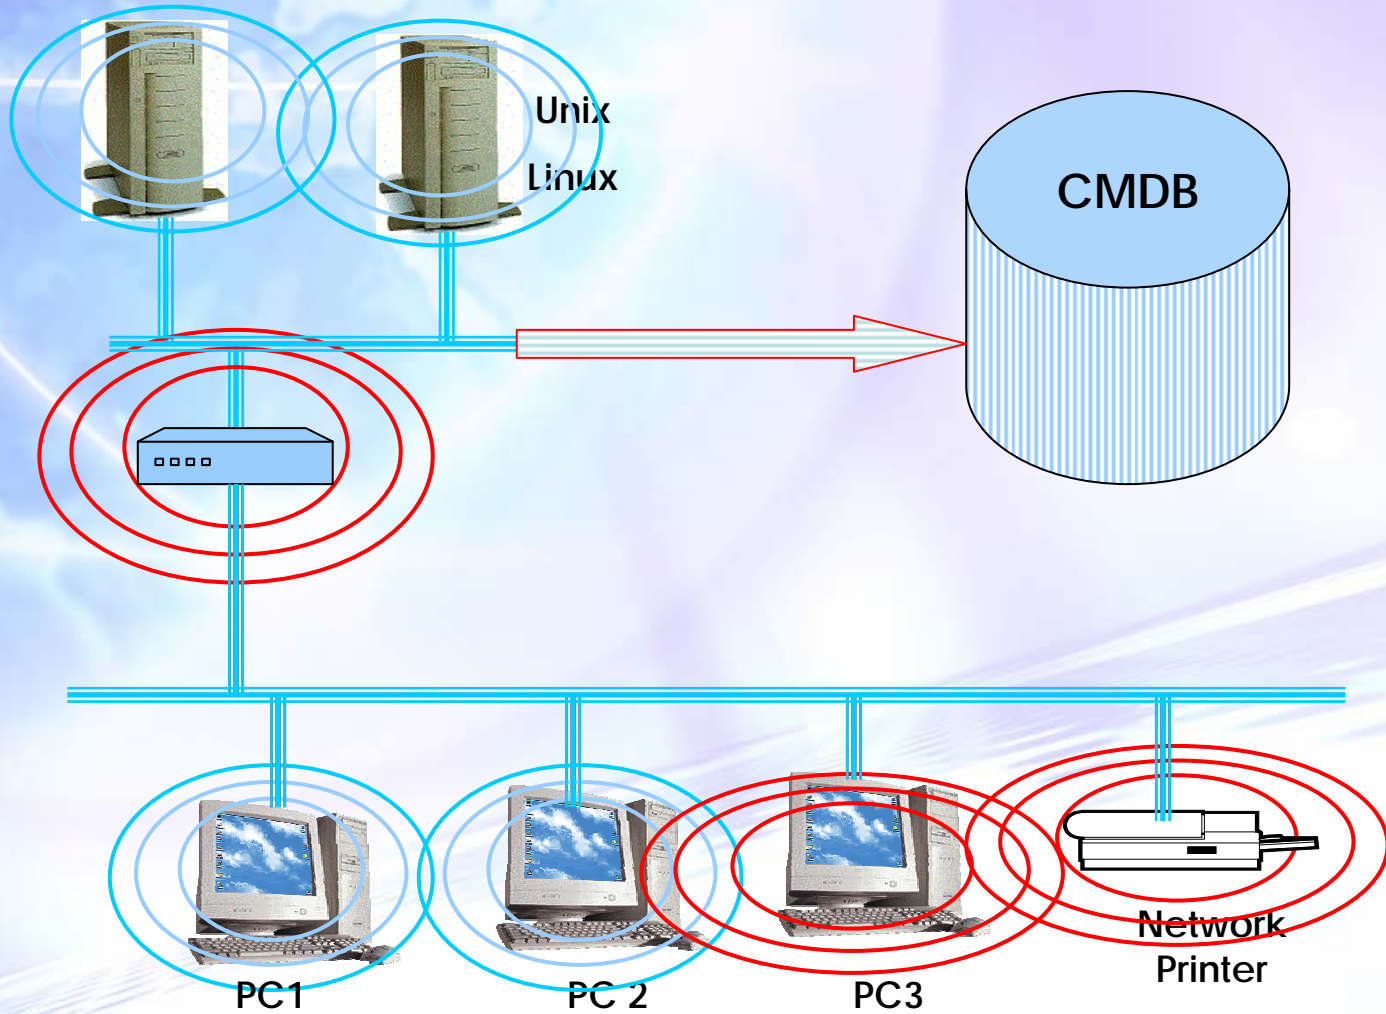 Unix
Linux
CMDB
Network
Printer
PC1
PC 2
PC3